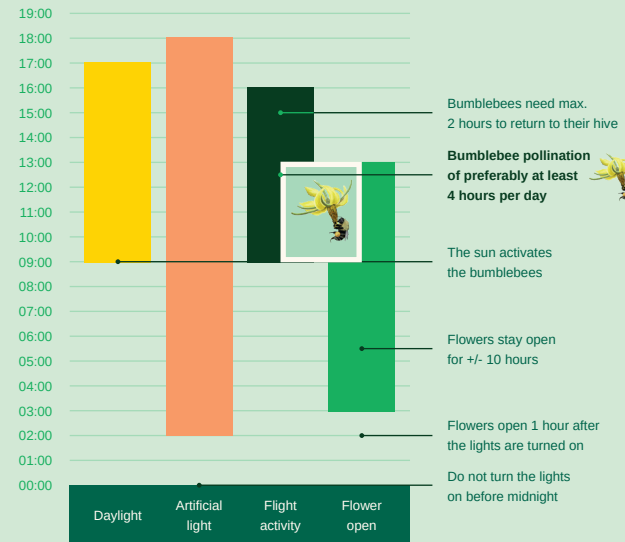 19:00
18:00
17:00
16:00
15:00
14:00
13:00
12:00
11:00
10:00
09:00
08:00
07:00
06:00
05:00
04:00
03:00
02:00
01:00
00:00
Bumblebees need max.
2 hours to return to their hive
Bumblebee pollination
of preferably at least
4 hours per day
The sun activates
the bumblebees
Flowers stay open
for +/- 10 hours
Flowers open 1 hour after
the lights are turned on
Do not turn the lights
on before midnight
Daylight
Artificial
light
Flight
activity
Flower
open